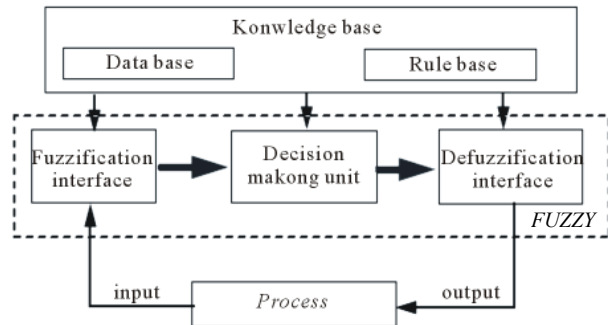 Konwledge base
Data base
Rule base
Fuzzification
interface
Decision
makong unit
Defuzzification
interface
FUZZY
input
Process
output